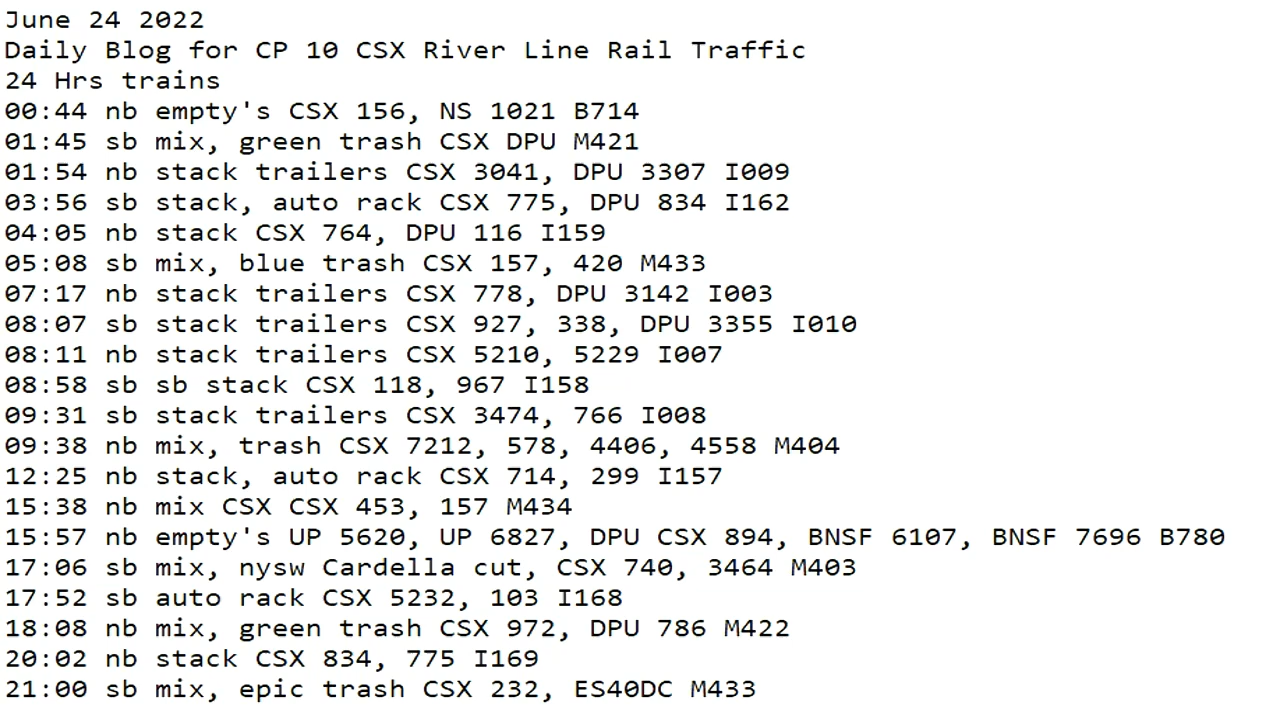 June 24 2022
Daily Blog for CP 10 CSX River Line Rail Traffic
24 Hrs trains
00:44 nb empty's CSX 156, NS 1021 B714
01:45 sb mix, green trash CSX DPU M421
01:54 nb stack trailers CSX 3041, DPU 3307 I009
03:56 sb stack, auto rack CSX 775, DPU 834 I162
04:05 nb stack CSX 764, DPU 116 I159
05:08 sb mix, blue trash CSX 157, 420 M433
07:17 nb stack trailers CSX 778, DPU 3142 I003
08:07 sb stack trailers CSX 927, 338, DPU 3355 I010
08:11 nb stack trailers CSX 5210, 5229 I007
08:58 sb sb stack CSX 118, 967 I158
09:31 sb stack trailers CSX 3474, 766 I008
09:38 nb mix, trash CSX 7212, 578, 4406, 4558 M404
12:25 nb stack, auto rack CSX 714, 299 I157
15:38 nb mix CSX CSX 453, 157 M434
15:57 nb empty's UP 5620, UP 6827, DPU CSX 894, BNSF 6107, BNSF 7696 B780
17:06 sb mix, nysw Cardella cut, CSX 740, 3464 M403
17:52 sb auto rack CSX 5232, 103 I168
18:08 nb mix, green trash CSX 972, DPU 786 M422
20:02 nb stack CSX 834, 775 I169
21:00 sb mix, epic trash CSX 232, ES40DC M433